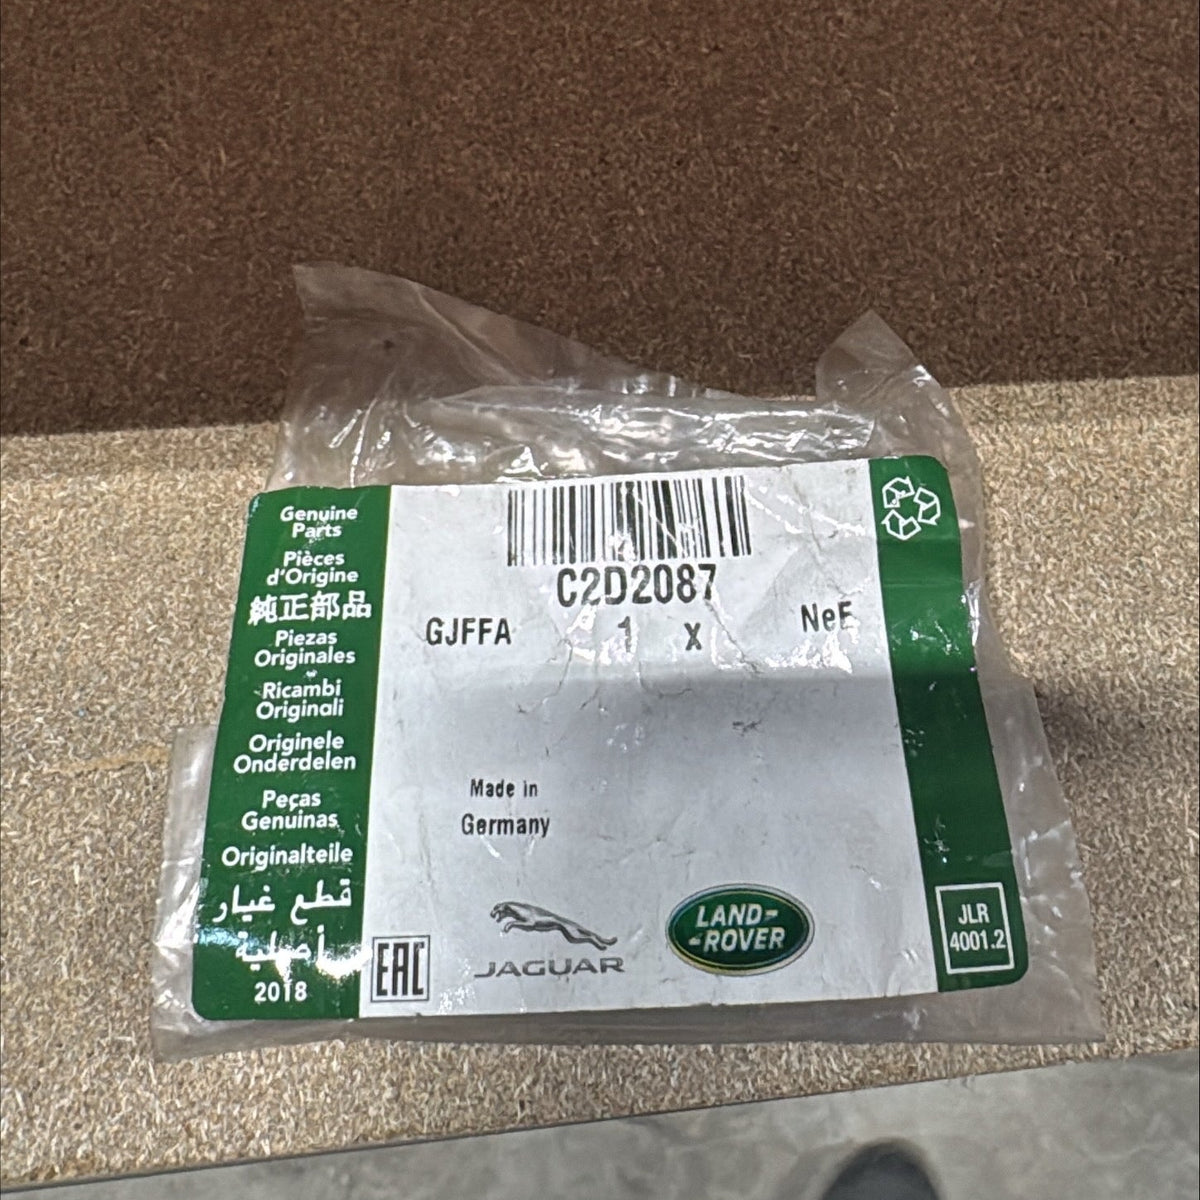 Genuine
Parts
Pièces
d'Origine
純正部品
Piezas
Originales
Ricambi
Originali
Originele
Onderdelen
Peças
Genuinas
Originalteile
قطع غيار
أصلية
2018
C2D2087
GJFFA 1 X NeE
Made in
Germany
EAC
JAGUAR
LAND-
-ROVER
JLR
4001.2